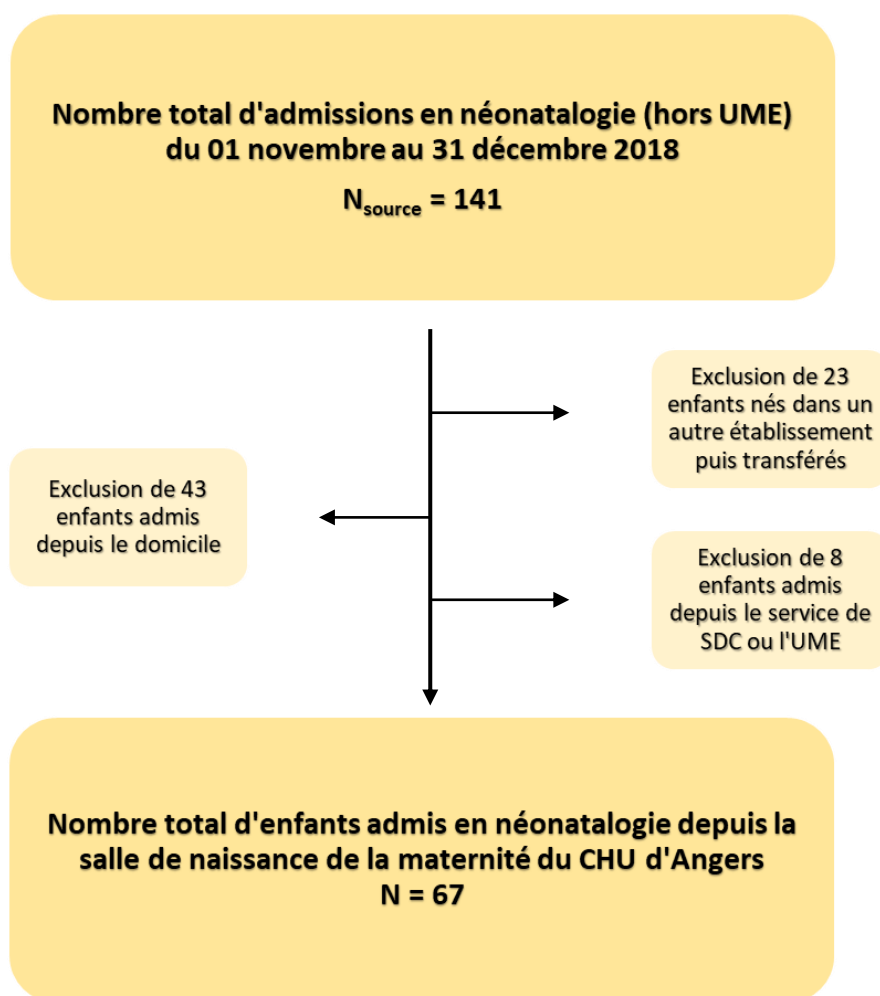 Nombre total d'admissions en néonatalogie (hors UME)
du 01 novembre au 31 décembre 2018
Nsource = 141
Exclusion de 23
enfants nés dans un
autre établissement
puis transférés
Exclusion de 43
enfants admis
depuis le domicile
Exclusion de 8
enfants admis
depuis le service de
SDC ou l'UME
Nombre total d'enfants admis en néonatalogie depuis la
salle de naissance de la maternité du CHU d'Angers
N = 67